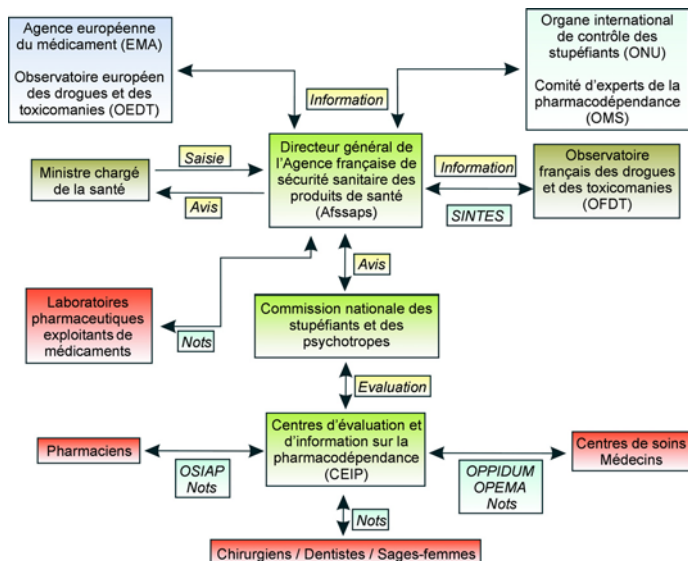 Agence européenne
du médicament (EMA)
Observatoire européen
des drogues et des
toxicomanies (OEDT)
Organe international
de contrôle des
stupéfiants (ONU)
Comité d'experts de la
pharmacodépendance
(OMS)
Information
Directeur général de
l'Agence française de
sécurité sanitaire des
produits de santé
(Afssaps)
Ministre chargé
de la santé
Saisie
Avis
Information
SINTES
Observatoire
français des drogues
et des toxicomanies
(OFDT)
Avis
Laboratoires
pharmaceutiques
exploitants de
médicaments
Nots
Commission nationale des
stupéfiants et des
psychotropes
Evaluation
Centres d'évaluation et
d'information sur la
pharmacodépendance
(CEIP)
Pharmaciens
OSIAP
Nots
OPPIDUM
OPEMA
Nots
Centres de soins
Médecins
Nots
Chirurgiens / Dentistes / Sages-femmes